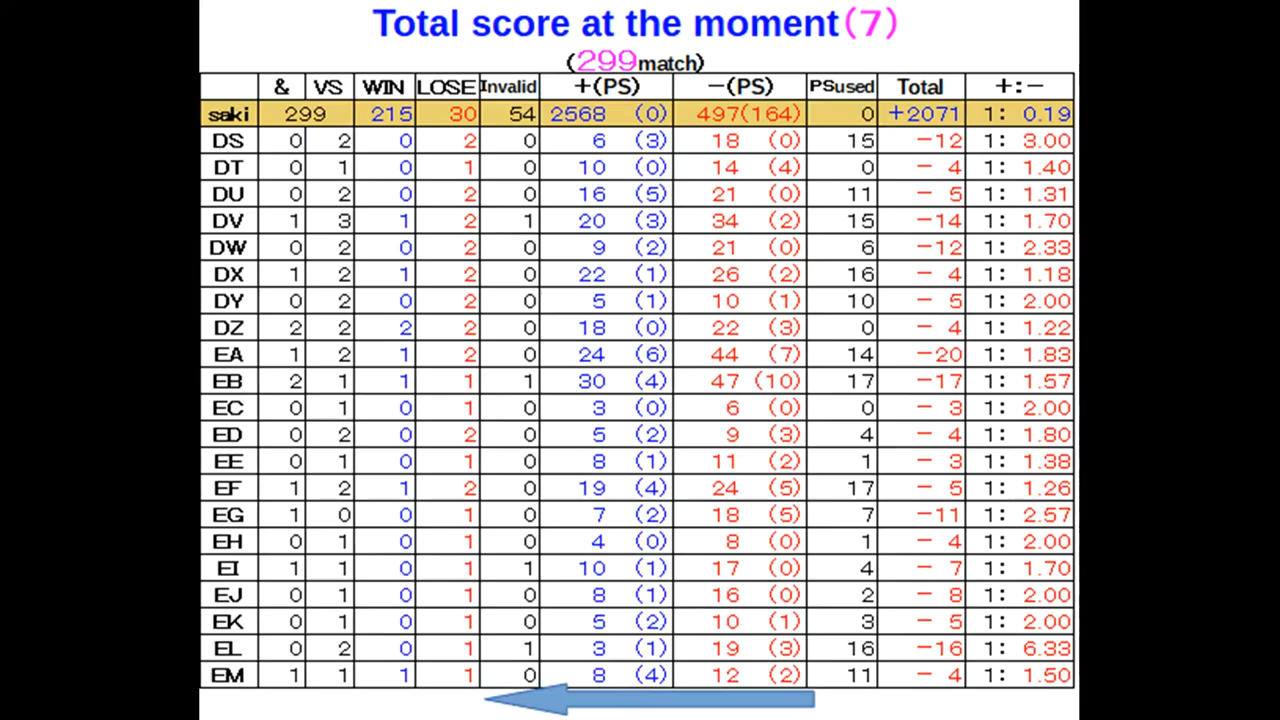 Total score at the moment(7)
(299match)
& VS WIN LOSE Invalid +(PS) −(PS) PSused Total +:−
saki 299 215 30 54 2568 (0) 497(164) 0 +2071 1: 0.19
DS 0 2 0 2 0 6 (3) 18 (0) 15 −12 1: 3.00
DT 0 1 0 1 0 10 (0) 14 (4) 0 − 4 1: 1.40
DU 0 2 0 2 0 16 (5) 21 (0) 11 − 5 1: 1.31
DV 1 3 1 2 1 20 (3) 34 (2) 15 −14 1: 1.70
DW 0 2 0 2 0 9 (2) 21 (0) 6 −12 1: 2.33
DX 1 2 1 2 0 22 (1) 26 (2) 16 − 4 1: 1.18
DY 0 2 0 2 0 5 (1) 10 (1) 10 − 5 1: 2.00
DZ 2 2 2 2 0 18 (0) 22 (3) 0 − 4 1: 1.22
EA 1 2 1 2 0 24 (6) 44 (7) 14 −20 1: 1.83
EB 2 1 1 1 1 30 (4) 47 (10) 17 −17 1: 1.57
EC 0 1 0 1 0 3 (0) 6 (0) 0 − 3 1: 2.00
ED 0 2 0 2 0 5 (2) 9 (3) 4 − 4 1: 1.80
EE 0 1 0 1 0 8 (1) 11 (2) 1 − 3 1: 1.38
EF 1 2 1 2 0 19 (4) 24 (5) 17 − 5 1: 1.26
EG 1 0 0 1 0 7 (2) 18 (5) 7 −11 1: 2.57
EH 0 1 0 1 0 4 (0) 8 (0) 1 − 4 1: 2.00
EI 1 1 0 1 1 10 (1) 17 (0) 4 − 7 1: 1.70
EJ 0 1 0 1 0 8 (1) 16 (0) 2 − 8 1: 2.00
EK 0 1 0 1 0 5 (2) 10 (1) 3 − 5 1: 2.00
EL 0 2 0 1 1 3 (1) 19 (3) 16 −16 1: 6.33
EM 1 1 1 1 0 8 (4) 12 (2) 11 − 4 1: 1.50